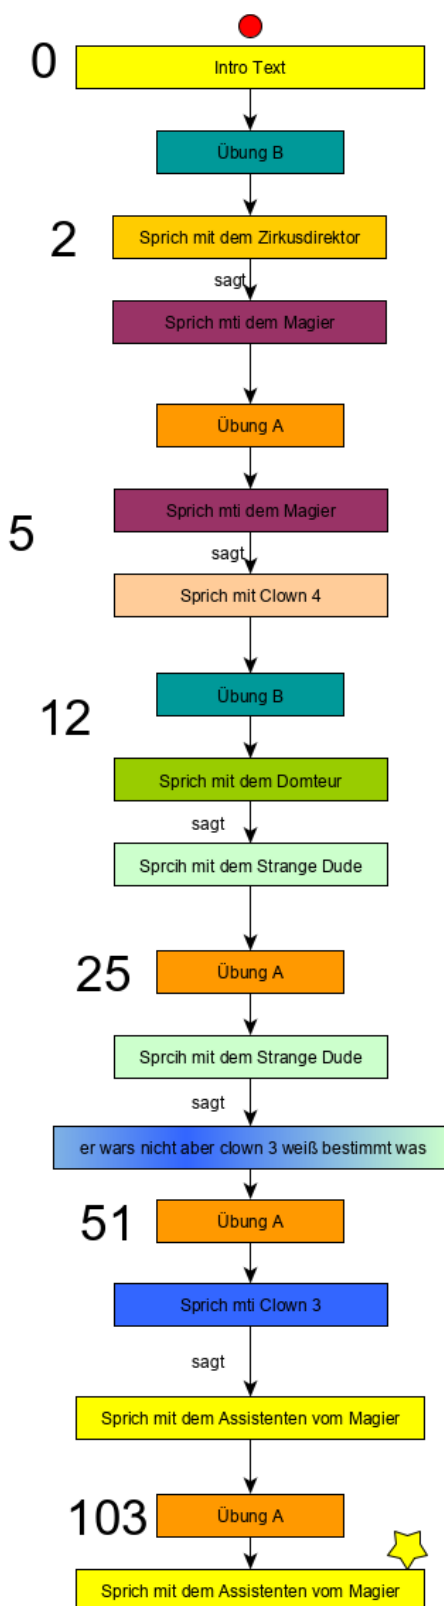 0
Intro Text
Übung B
2
Sprich mit dem Zirkusdirektor
sagt
Sprich mti dem Magier
Übung A
Sprich mti dem Magier
5
sagt
Sprich mit Clown 4
Übung B
12
Sprich mit dem Domteur
sagt
Sprcih mit dem Strange Dude
25
Übung A
Sprcih mit dem Strange Dude
sagt
er wars nicht aber clown 3 weiß bestimmt was
51
Übung A
Sprich mti Clown 3
sagt
Sprich mit dem Assistenten vom Magier
103
Übung A
Sprich mit dem Assistenten vom Magier